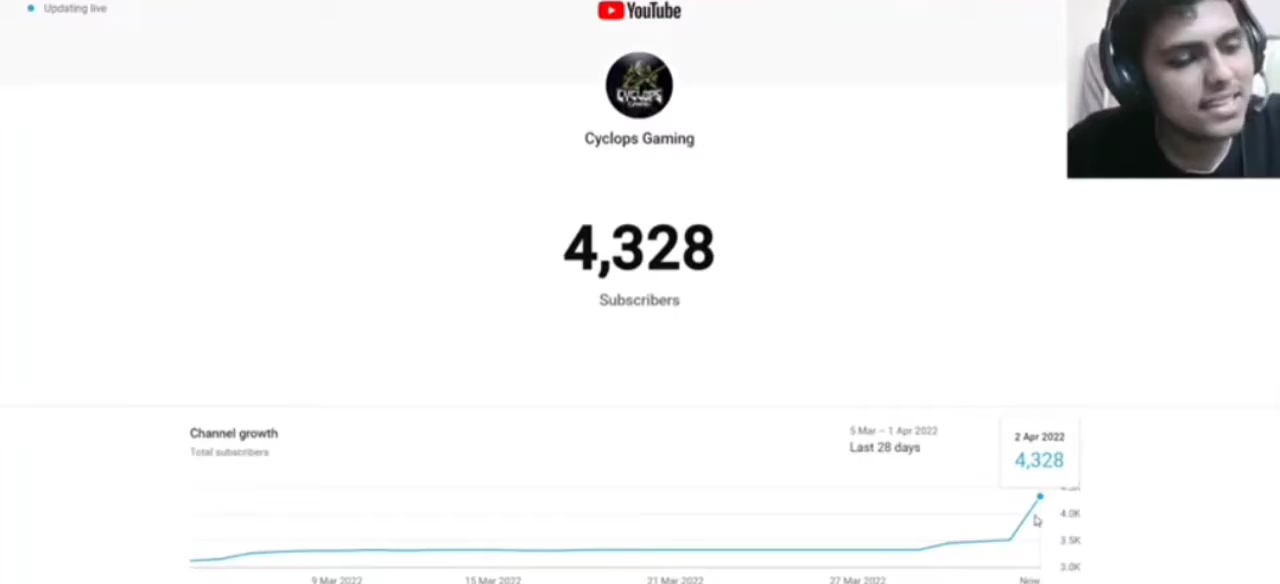 Updating live
YouTube
CYCLOPS
Cyclops Gaming
4,328
Subscribers
Channel growth
Total subscribers
5 Mar – 1 Apr 2022
Last 28 days
2 Apr 2022
4,328
4.0K
3.5K
3.0K
9 Mar 2022
15 Mar 2022
21 Mar 2022
27 Mar 2022
Now